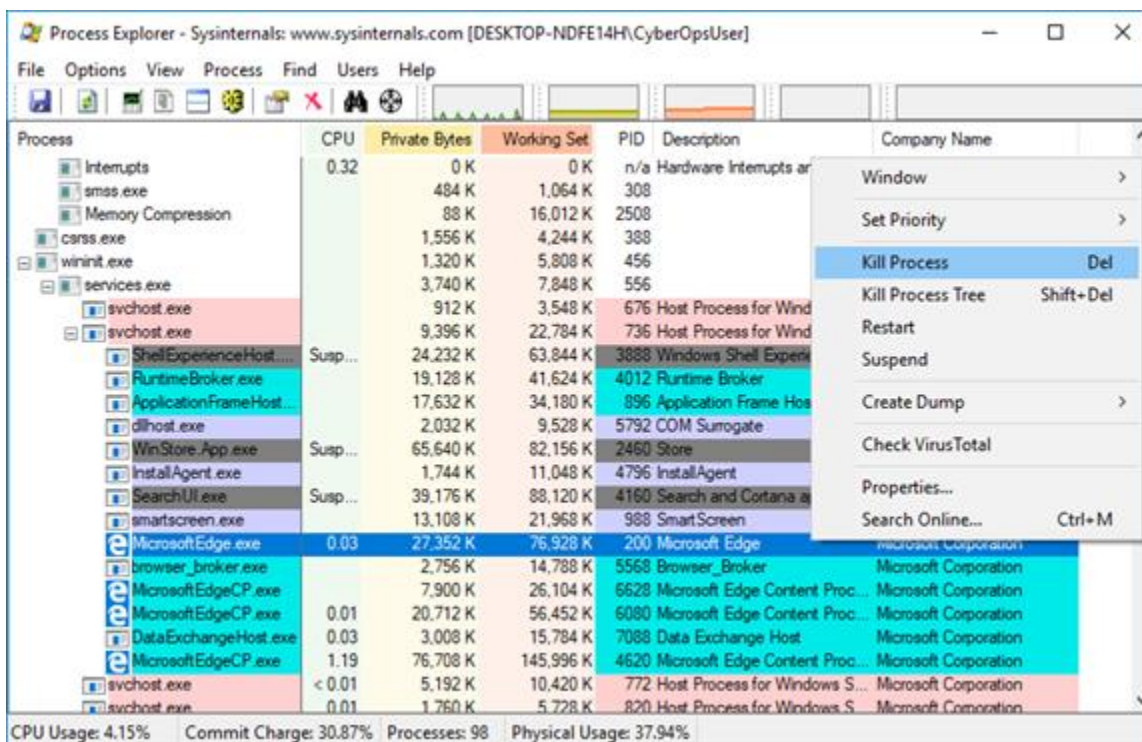 Process Explorer - Sysinternals: www.sysinternals.com [DESKTOP-NDFE14H\CyberOpsUser]
File Options View Process Find Users Help
Process CPU Private Bytes Working Set PID Description Company Name
Interrupts 0.32 0 K 0 K n/a Hardware Interrupts ar
smss.exe 484 K 1,064 K 308
Memory Compression 88 K 16,012 K 2508
csrss.exe 1,556 K 4,244 K 388
wininit.exe 1,320 K 5,808 K 456
services.exe 3,740 K 7,848 K 556
svchost.exe 912 K 3,548 K 676 Host Process for Wind
svchost.exe 9,396 K 22,784 K 736 Host Process for Wind
ShellExperienceHost.... Susp... 24,232 K 63,844 K 3888 Windows Shell Experie
RuntimeBroker.exe 19,128 K 41,624 K 4012 Runtime Broker
ApplicationFrameHost... 17,632 K 34,180 K 896 Application Frame Hos
dllhost.exe 2,032 K 9,528 K 5792 COM Surrogate
WinStore.App.exe Susp... 65,640 K 82,156 K 2460 Store
InstallAgent.exe 1,744 K 11,048 K 4796 InstallAgent
SearchUI.exe Susp... 39,176 K 88,120 K 4160 Search and Cortana a
smartscreen.exe 13,108 K 21,968 K 988 SmartScreen
MicrosoftEdge.exe 0.03 27,352 K 76,928 K 200 Microsoft Edge Microsoft Corporation
browser_broker.exe 2,756 K 14,788 K 5568 Browser_Broker Microsoft Corporation
MicrosoftEdgeCP.exe 7,900 K 26,104 K 6628 Microsoft Edge Content Proc... Microsoft Corporation
MicrosoftEdgeCP.exe 0.01 20,712 K 56,452 K 6080 Microsoft Edge Content Proc... Microsoft Corporation
DataExchangeHost.exe 0.03 3,008 K 15,784 K 7088 Data Exchange Host Microsoft Corporation
MicrosoftEdgeCP.exe 1.19 76,708 K 145,996 K 4620 Microsoft Edge Content Proc... Microsoft Corporation
svchost.exe < 0.01 5,192 K 10,420 K 772 Host Process for Windows S... Microsoft Corporation
svchost.exe 0.01 1,760 K 5,728 K 820 Host Process for Windows S... Microsoft Corporation
Window
Set Priority
Kill Process Del
Kill Process Tree Shift+Del
Restart
Suspend
Create Dump
Check VirusTotal
Properties...
Search Online... Ctrl+M
CPU Usage: 4.15% Commit Charge: 30.87% Processes: 98 Physical Usage: 37.94%